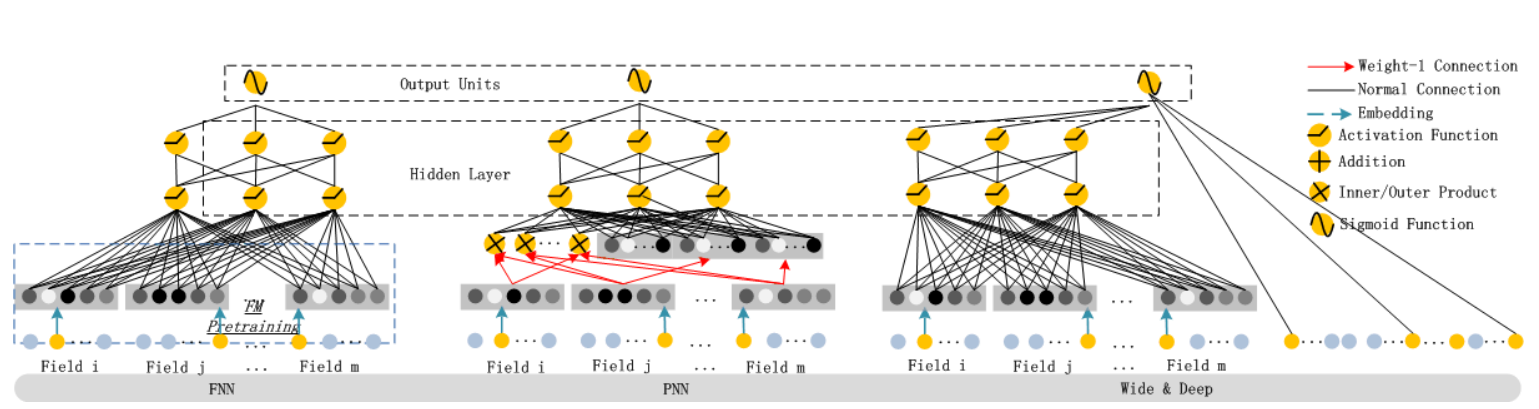 Output Units
Weight-1 Connection
Normal Connection
Embedding
Activation Function
Addition
Inner/Outer Product
Sigmoid Function
Hidden Layer
FM
Pretraining
Field i Field j ... Field m
Field i Field j ... Field m
Field i Field j ... Field m
FNN
PNN
Wide & Deep